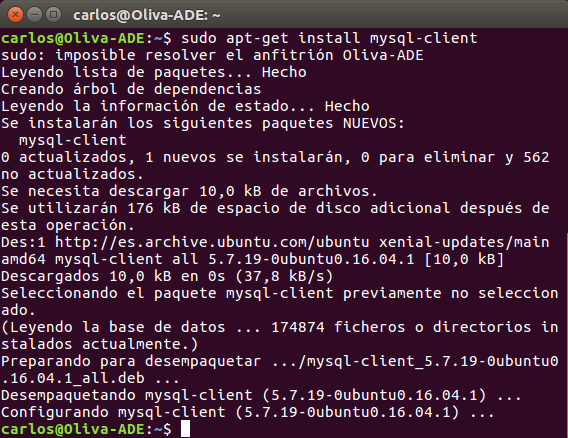 carlos@Oliva-ADE: ~
carlos@Oliva-ADE:~$ sudo apt-get install mysql-client
sudo: imposible resolver el anfitrión Oliva-ADE
Leyendo lista de paquetes... Hecho
Creando árbol de dependencias
Leyendo la información de estado... Hecho
Se instalarán los siguientes paquetes NUEVOS:
  mysql-client
0 actualizados, 1 nuevos se instalarán, 0 para eliminar y 562
no actualizados.
Se necesita descargar 10,0 kB de archivos.
Se utilizarán 176 kB de espacio de disco adicional después de
esta operación.
Des:1 http://es.archive.ubuntu.com/ubuntu xenial-updates/main
amd64 mysql-client all 5.7.19-0ubuntu0.16.04.1 [10,0 kB]
Descargados 10,0 kB en 0s (37,8 kB/s)
Seleccionando el paquete mysql-client previamente no seleccion
ado.
(Leyendo la base de datos ... 174874 ficheros o directorios in
stalados actualmente.)
Preparando para desempaquetar .../mysql-client_5.7.19-0ubuntu0
.16.04.1_all.deb ...
Desempaquetando mysql-client (5.7.19-0ubuntu0.16.04.1) ...
Configurando mysql-client (5.7.19-0ubuntu0.16.04.1) ...
carlos@Oliva-ADE:~$